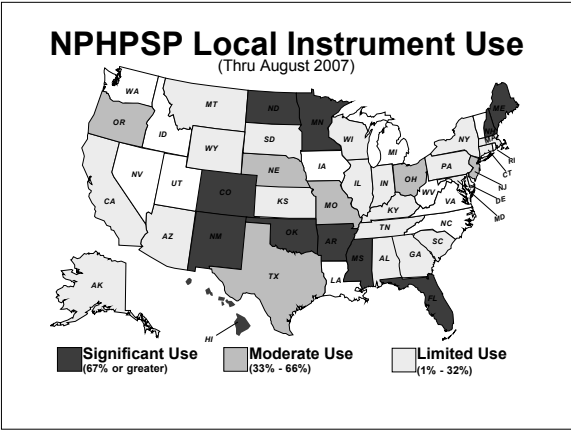 NPHPSP Local Instrument Use
(Thru August 2007)
WA
MT
ND
MN
ME
OR
ID
WY
SD
WI
MI
NY
NH
RI
CT
NJ
DE
MD
NV
UT
CO
NE
IA
IL
IN
OH
PA
WV
VA
CA
AZ
NM
KS
MO
KY
TN
NC
SC
OK
AR
TX
LA
MS
AL
GA
FL
AK
HI
Significant Use
(67% or greater)
Moderate Use
(33% - 66%)
Limited Use
(1% - 32%)